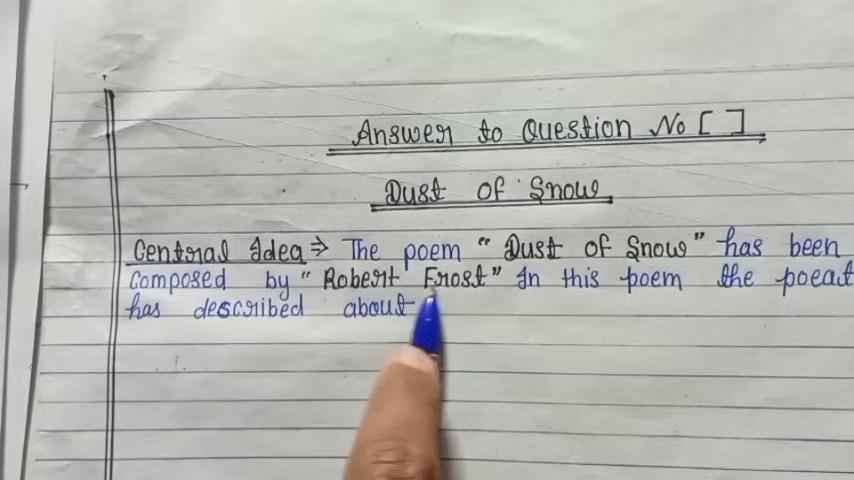 Answer to Question No [ ]
Dust of Snow
Central Idea ⇒ The poem " Dust of Snow" has been
composed by "Robert Frost" In this poem the poeat
has described about